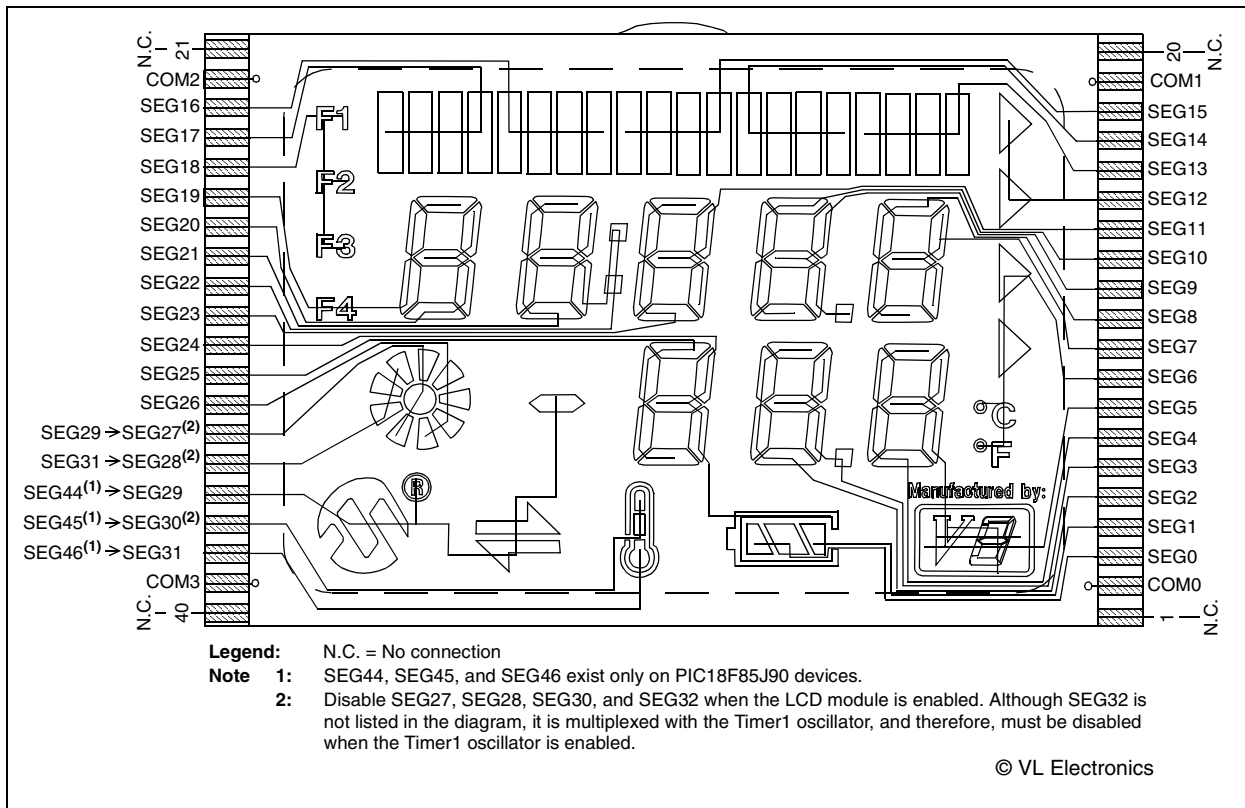 N.C.
21
20
N.C.
COM2
COM1
SEG16
SEG15
SEG17
SEG14
SEG18
SEG13
SEG19
SEG12
SEG20
SEG11
SEG21
SEG10
SEG22
SEG9
SEG23
SEG8
SEG24
SEG7
SEG25
SEG6
SEG26
SEG5
SEG29 → SEG27(2)
SEG4
SEG31 → SEG28(2)
SEG3
SEG44(1) → SEG29
SEG2
SEG45(1) → SEG30(2)
SEG1
SEG46(1) → SEG31
SEG0
COM3
COM0
N.C.
40
1
N.C.
F1
F2
F3
F4
°C
°F
®
Manufactured by:
V
Legend: N.C. = No connection
Note 1: SEG44, SEG45, and SEG46 exist only on PIC18F85J90 devices.
2: Disable SEG27, SEG28, SEG30, and SEG32 when the LCD module is enabled. Although SEG32 is
not listed in the diagram, it is multiplexed with the Timer1 oscillator, and therefore, must be disabled
when the Timer1 oscillator is enabled.
© VL Electronics